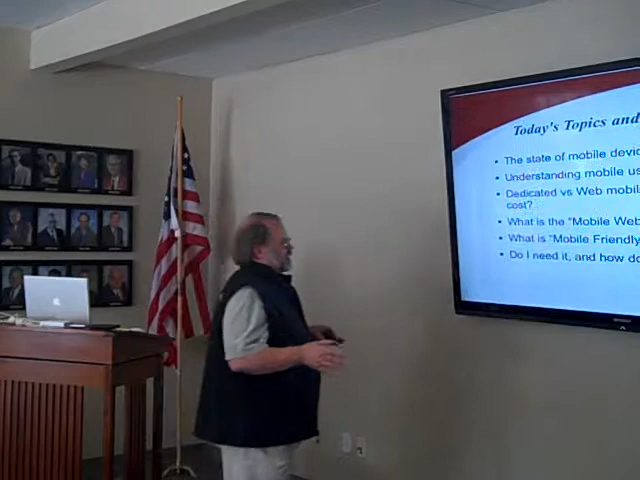 Today's Topics and
• The state of mobile devic
• Understanding mobile us
• Dedicated vs Web mobil
cost?
• What is the "Mobile Web
• What is "Mobile Friendly
• Do I need it, and how do